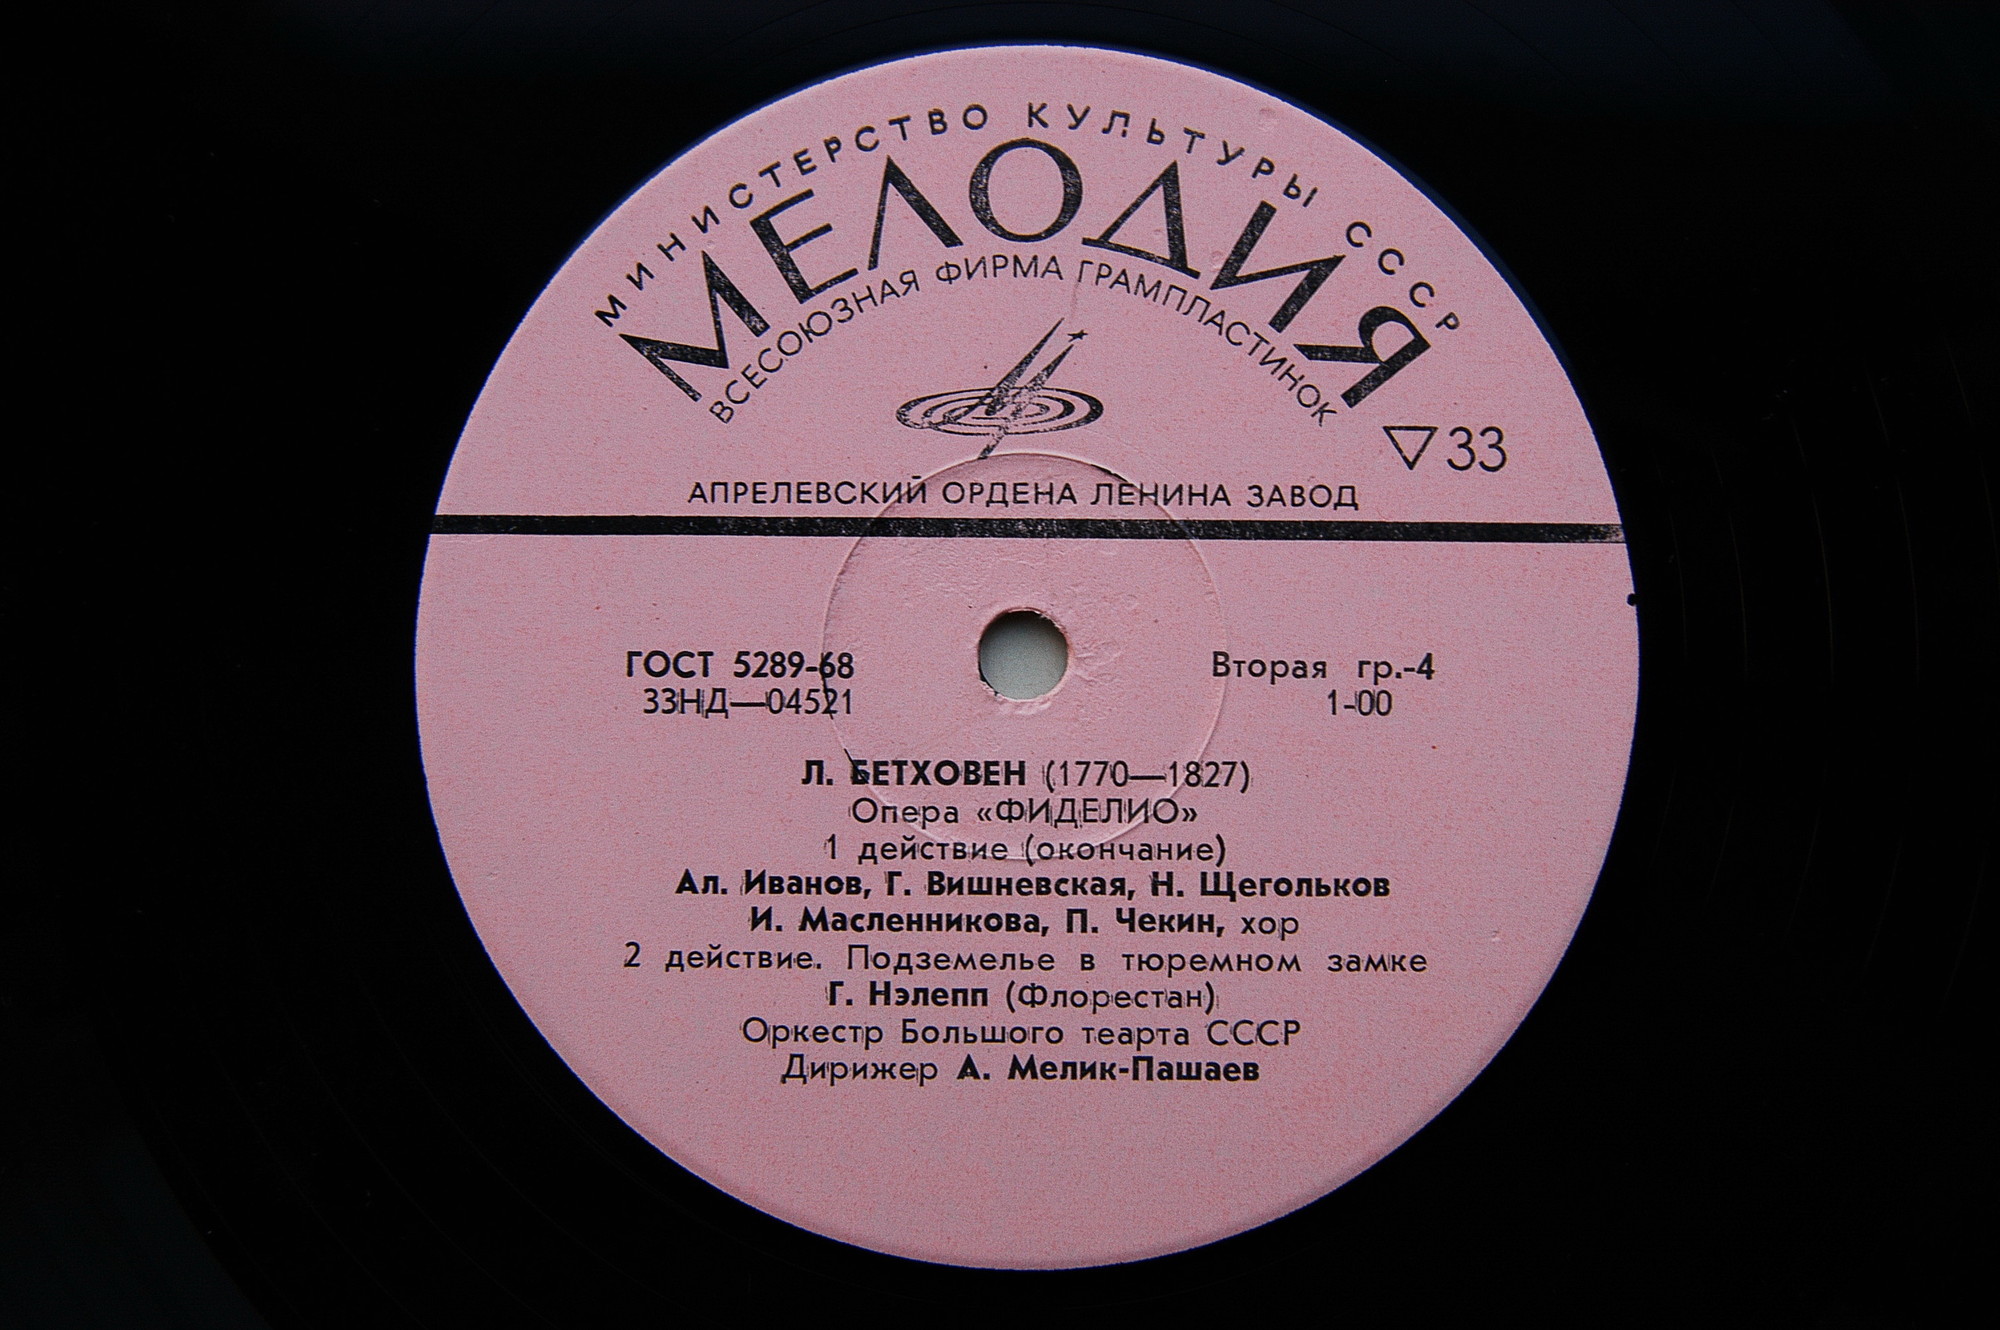 МИНИСТЕРСТВО КУЛЬТУРЫ СССР
МЕЛОДИЯ
ВСЕСОЮЗНАЯ ФИРМА ГРАМПЛАСТИНОК
33
АПРЕЛЕВСКИЙ ОРДЕНА ЛЕНИНА ЗАВОД
ГОСТ 5289-68
33НД—04521
Вторая гр.-4
1-00
Л. БЕТХОВЕН (1770—1827)
Опера «ФИДЕЛИО»
1 действие (окончание)
Ал. Иванов, Г. Вишневская, Н. Щегольков
И. Масленникова, П. Чекин, хор
2 действие. Подземелье в тюремном замке
Г. Нэлепп (Флорестан)
Оркестр Большого теарта СССР
Дирижер А. Мелик-Пашаев